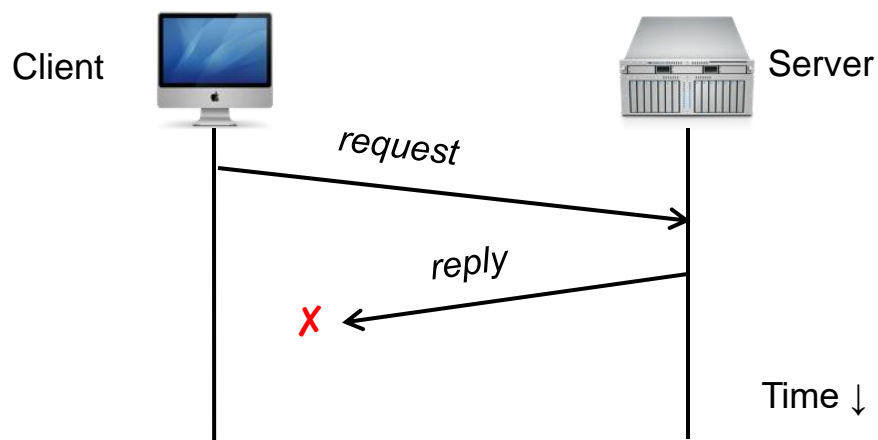 Client
Server
request
reply
✗
Time ↓